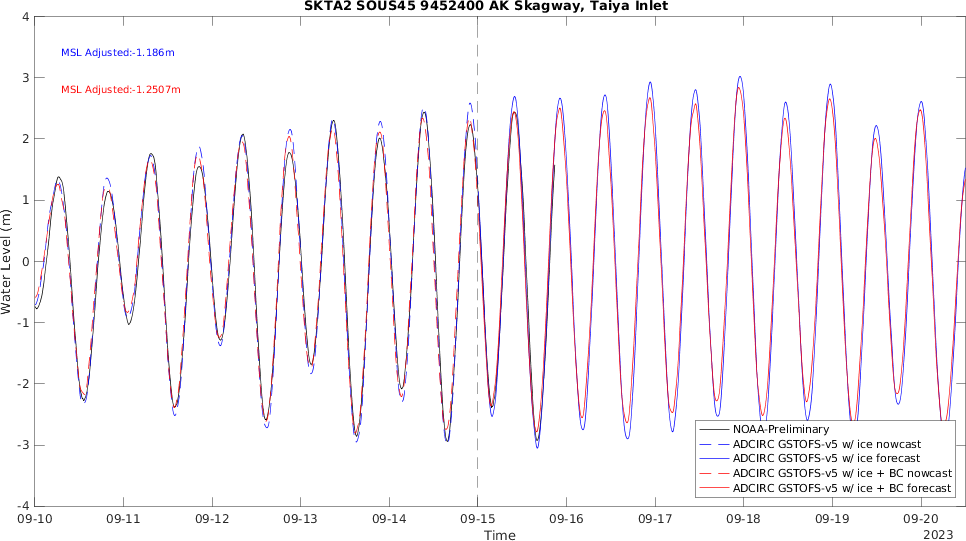 SKTA2 SOUS45 9452400 AK Skagway, Taiya Inlet
MSL Adjusted:-1.186m
MSL Adjusted:-1.2507m
Water Level (m)
4
3
2
1
0
-1
-2
-3
-4
NOAA-Preliminary
ADCIRC GSTOFS-v5 w/ ice nowcast
ADCIRC GSTOFS-v5 w/ ice forecast
ADCIRC GSTOFS-v5 w/ ice + BC nowcast
ADCIRC GSTOFS-v5 w/ ice + BC forecast
09-10 09-11 09-12 09-13 09-14 09-15 09-16 09-17 09-18 09-19 09-20
Time
2023